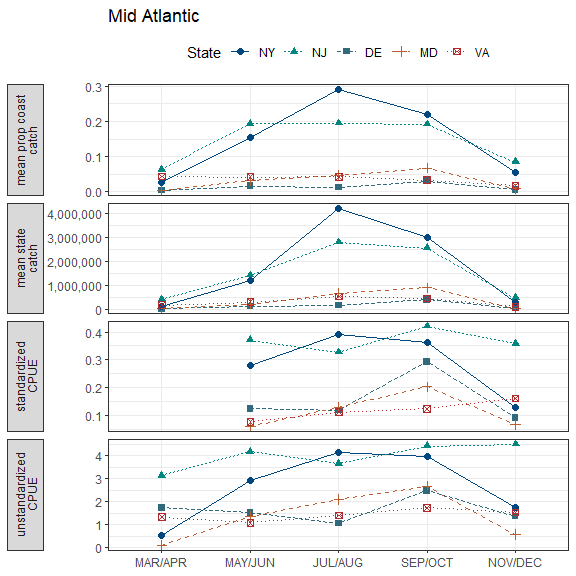 Mid Atlantic
State NY NJ DE MD VA
mean prop coast
catch
0.3
0.2
0.1
0.0
mean state
catch
4,000,000
3,000,000
2,000,000
1,000,000
0
standardized
CPUE
0.4
0.3
0.2
0.1
unstandardized
CPUE
4
3
2
1
0
MAR/APR MAY/JUN JUL/AUG SEP/OCT NOV/DEC